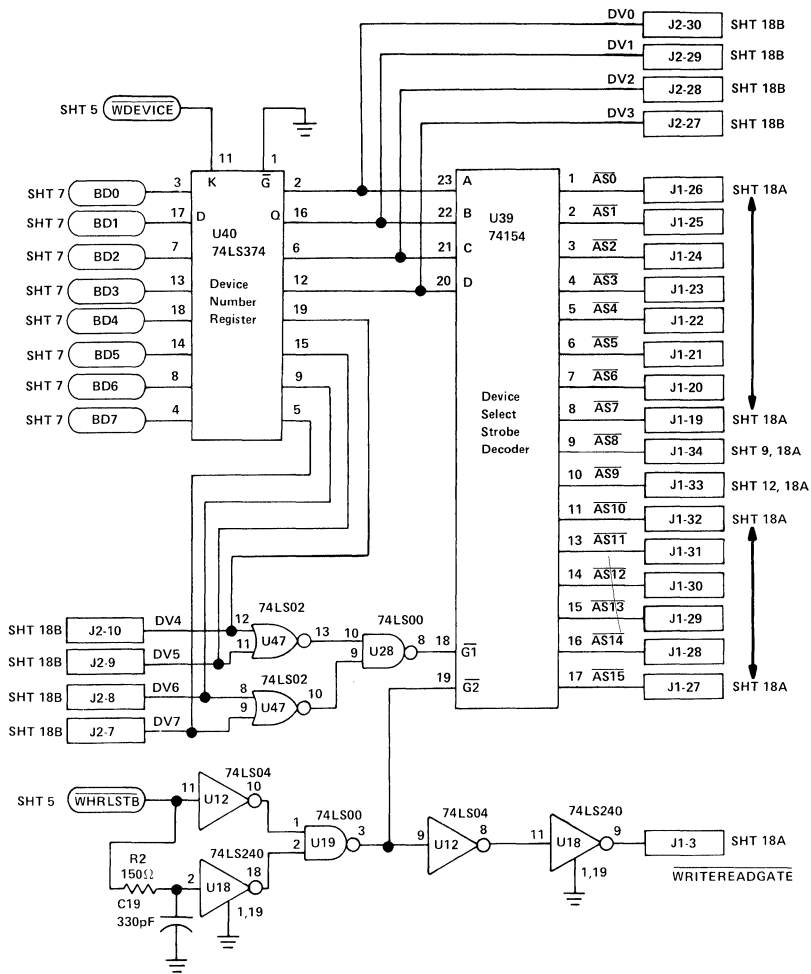 DV0 J2-30 SHT 18B
DV1 J2-29 SHT 18B
DV2 J2-28 SHT 18B
DV3 J2-27 SHT 18B
SHT 5 WDEVICE
11 1
K G
SHT 7 BD0 3 2 23 A 1 AS0 J1-26 SHT 18A
SHT 7 BD1 17 D Q 16 22 B 2 AS1 J1-25
U40
74LS374
U39
74154
SHT 7 BD2 7 6 21 C 3 AS2 J1-24
SHT 7 BD3 13 12 20 D 4 AS3 J1-23
Device
Number
Register
SHT 7 BD4 18 19 5 AS4 J1-22
SHT 7 BD5 14 15 6 AS5 J1-21
SHT 7 BD6 8 9 7 AS6 J1-20
SHT 7 BD7 4 5 8 AS7 J1-19 SHT 18A
Device
Select
Strobe
Decoder
9 AS8 J1-34 SHT 9, 18A
10 AS9 J1-33 SHT 12, 18A
11 AS10 J1-32 SHT 18A
13 AS11 J1-31
14 AS12 J1-30
15 AS13 J1-29
16 AS14 J1-28
17 AS15 J1-27 SHT 18A
74LS02 74LS00
SHT 18B J2-10 DV4 12 U47 13 10 U28 8 18 G1
SHT 18B J2-9 DV5 11 9
74LS02
SHT 18B J2-8 DV6 8 U47 10 19 G2
SHT 18B J2-7 DV7 9
74LS04 74LS00 74LS04 74LS240
SHT 5 WHRLSTB 11 U12 10 1 U19 3 9 U12 8 11 U18 9 J1-3 SHT 18A
2
74LS240
WRITEREADGATE
R2
150Ω
2 U18 18
1,19 1,19
C19
330pF